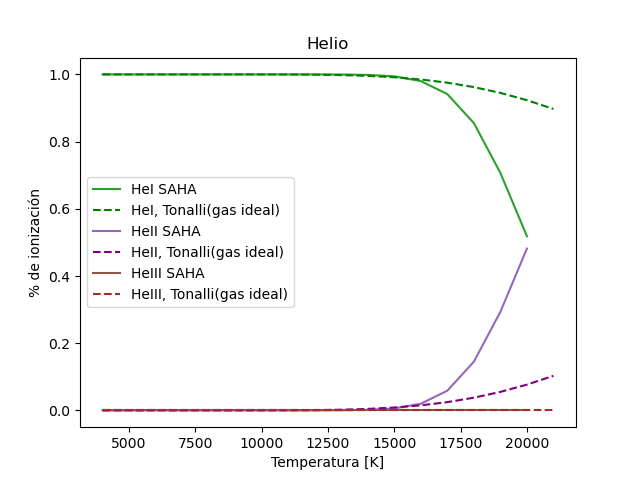 Helio
% de ionización
1.0
0.8
0.6
0.4
0.2
0.0
HeI SAHA
HeI, Tonalli(gas ideal)
HeII SAHA
HeII, Tonalli(gas ideal)
HeIII SAHA
HeIII, Tonalli(gas ideal)
5000 7500 10000 12500 15000 17500 20000
Temperatura [K]